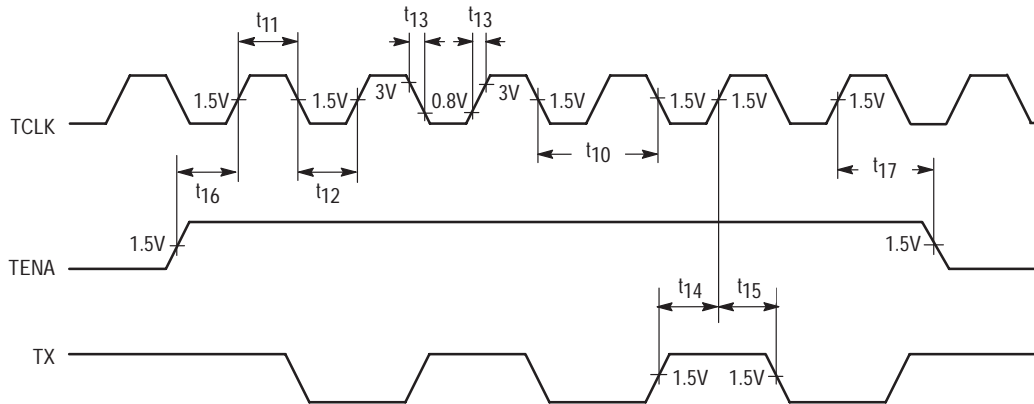 t11 t13 t13
1.5V 1.5V 3V 0.8V 3V 1.5V 1.5V 1.5V 1.5V
TCLK
t16 t12 t10 t17
1.5V 1.5V
TENA
t14 t15
TX
1.5V 1.5V